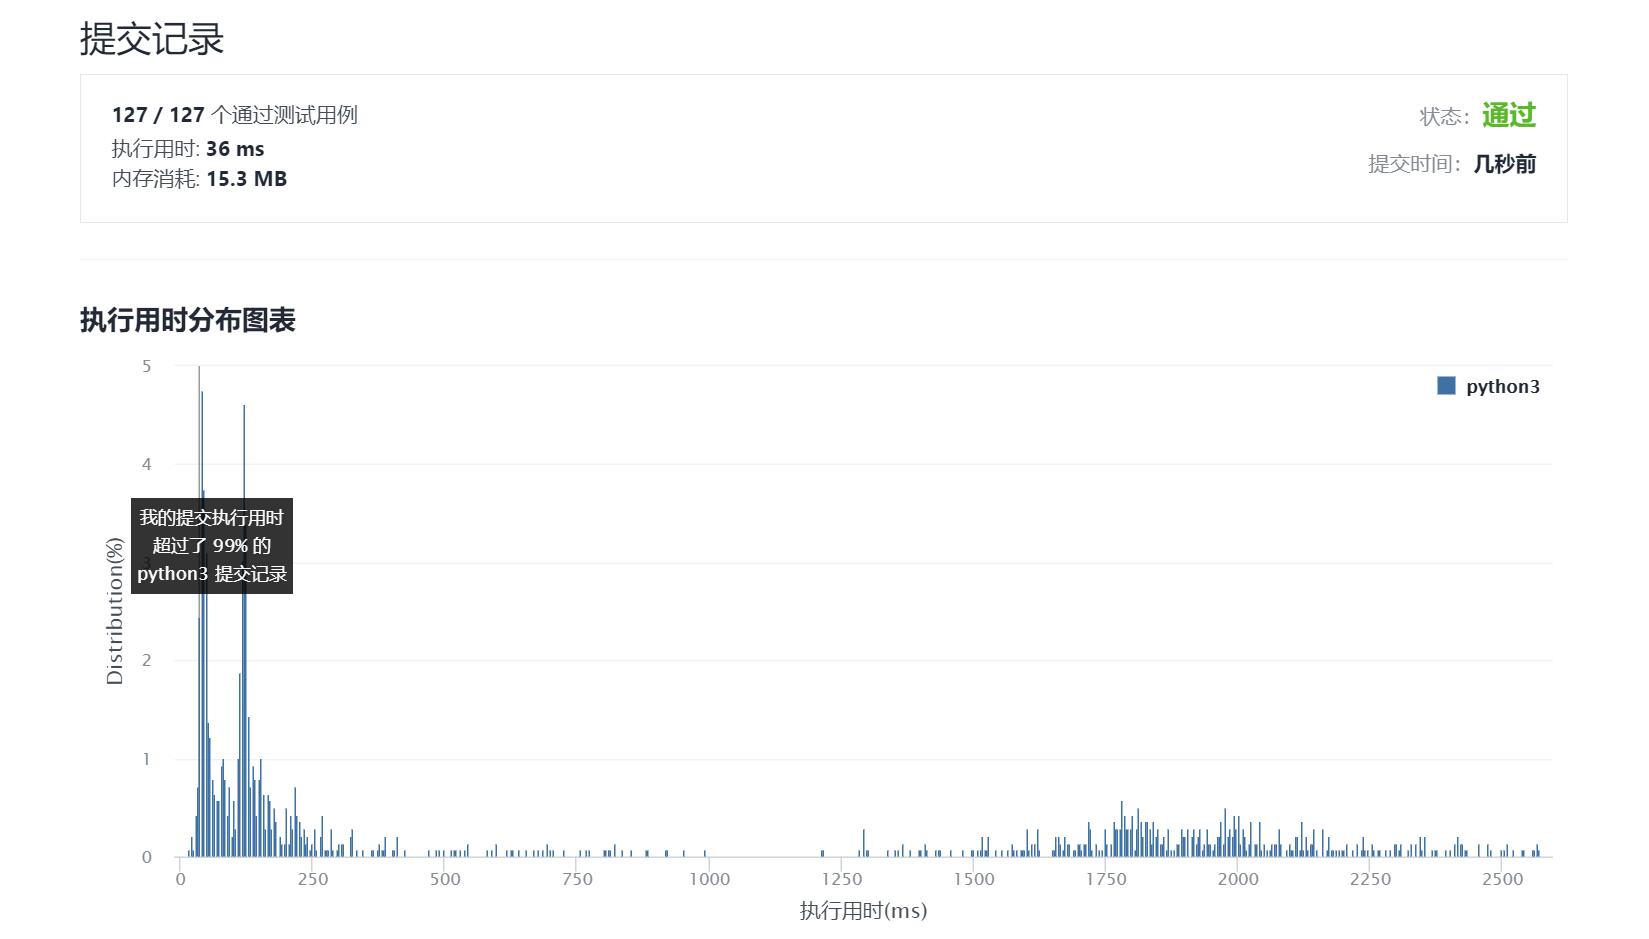 提交记录
127 / 127 个通过测试用例
状态：通过
执行用时: 36 ms
提交时间：几秒前
内存消耗: 15.3 MB
执行用时分布图表
5
python3
4
我的提交执行用时
超过了 99% 的
python3 提交记录
3
Distribution(%)
2
1
0
0 250 500 750 1000 1250 1500 1750 2000 2250 2500
执行用时(ms)